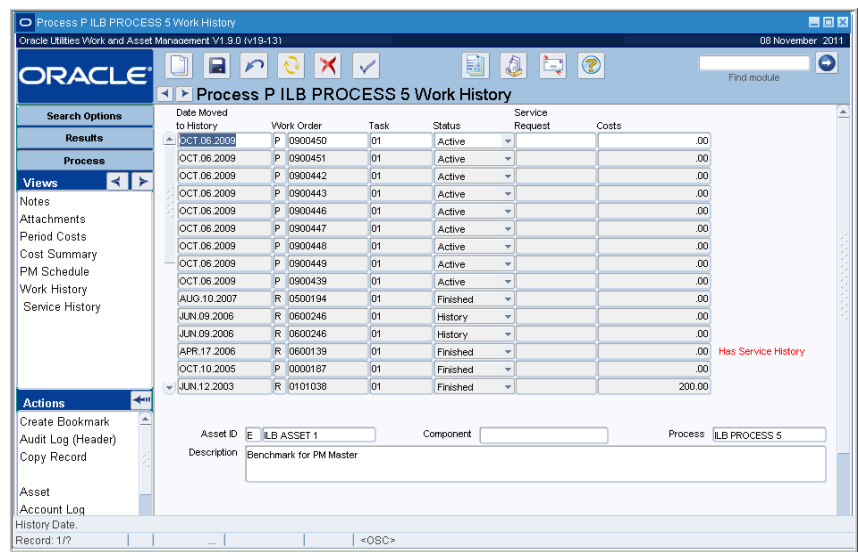 Process P ILB PROCESS 5 Work History
Oracle Utilities Work and Asset Management V1.9.0 (v19-13) 08 November 2011
ORACLE
Find module
Process P ILB PROCESS 5 Work History
Search Options
Results
Process
Views
Notes
Attachments
Period Costs
Cost Summary
PM Schedule
Work History
Service History
Actions
Create Bookmark
Audit Log (Header)
Copy Record
Asset
Account Log
Date Moved to History Work Order Task Status Service Request Costs
OCT.06.2009 P 0900450 01 Active .00
OCT.06.2009 P 0900451 01 Active .00
OCT.06.2009 P 0900442 01 Active .00
OCT.06.2009 P 0900443 01 Active .00
OCT.06.2009 P 0900446 01 Active .00
OCT.06.2009 P 0900447 01 Active .00
OCT.06.2009 P 0900448 01 Active .00
OCT.06.2009 P 0900449 01 Active .00
OCT.06.2009 P 0900439 01 Active .00
AUG.10.2007 R 0500194 01 Finished .00
JUN.09.2006 R 0600246 01 History .00
JUN.09.2006 R 0600246 01 History .00
APR.17.2006 R 0600139 01 Finished .00 Has Service History
OCT.10.2005 P 0000187 01 Finished .00
JUN.12.2003 R 0101038 01 Finished 200.00
Asset ID E ILB ASSET 1 Component Process ILB PROCESS 5
Description Benchmark for PM Master
History Date.
Record: 1/? ... <OSC>